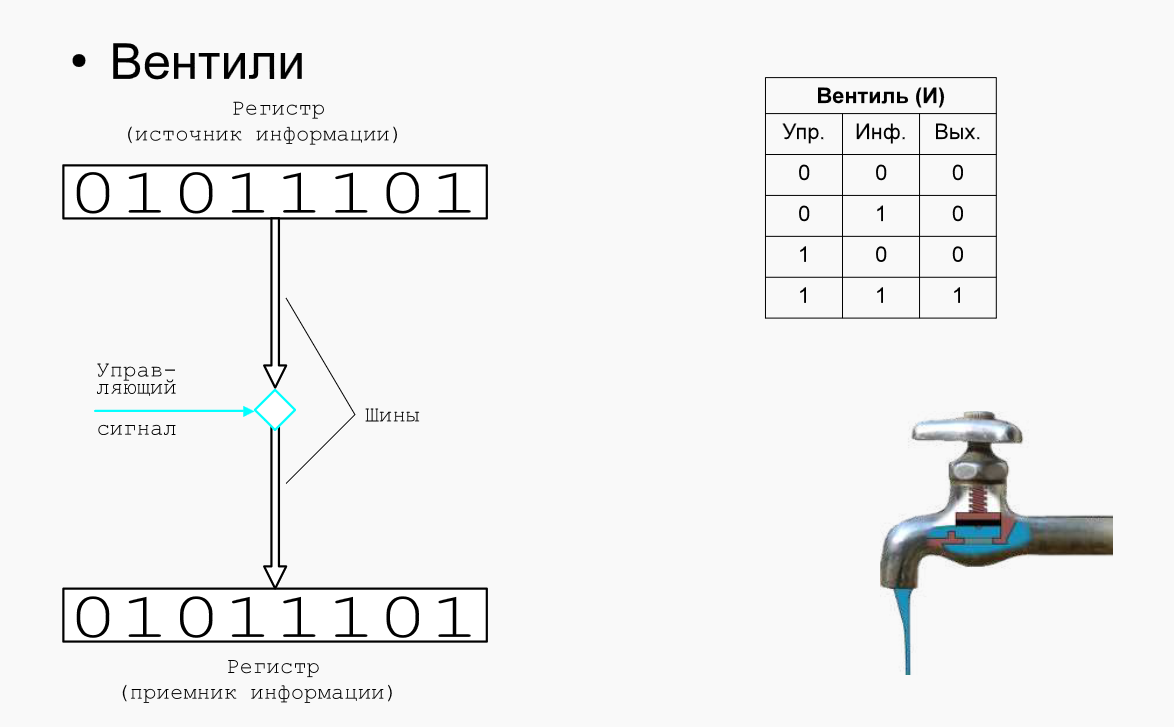 • Вентили
Регистр
(источник информации)
01011101
Управ-
ляющий
сигнал
Шины
01011101
Регистр
(приемник информации)
Вентиль (И)
Упр. Инф. Вых.
0 0 0
0 1 0
1 0 0
1 1 1